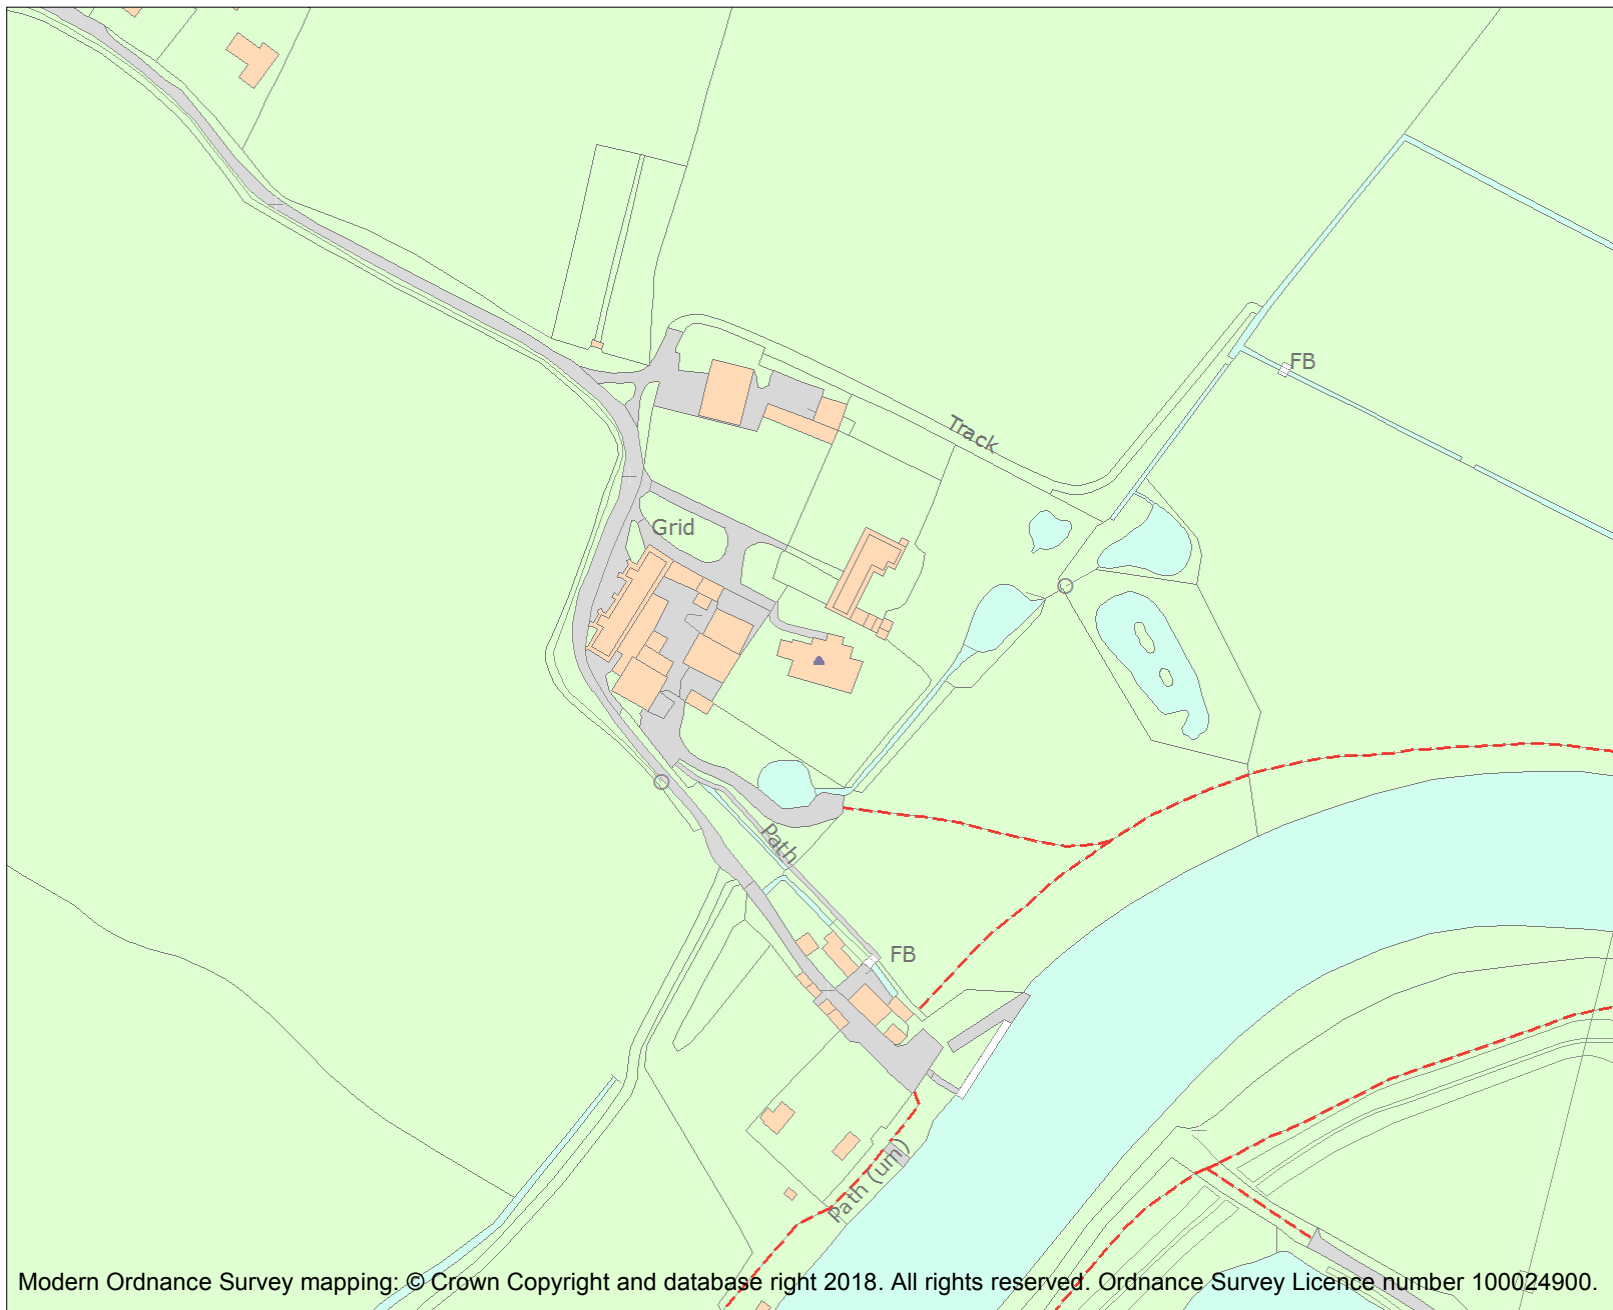 FB
Track
Grid
Path
FB
Path (um)
Modern Ordnance Survey mapping: © Crown Copyright and database right 2018. All rights reserved. Ordnance Survey Licence number 100024900.